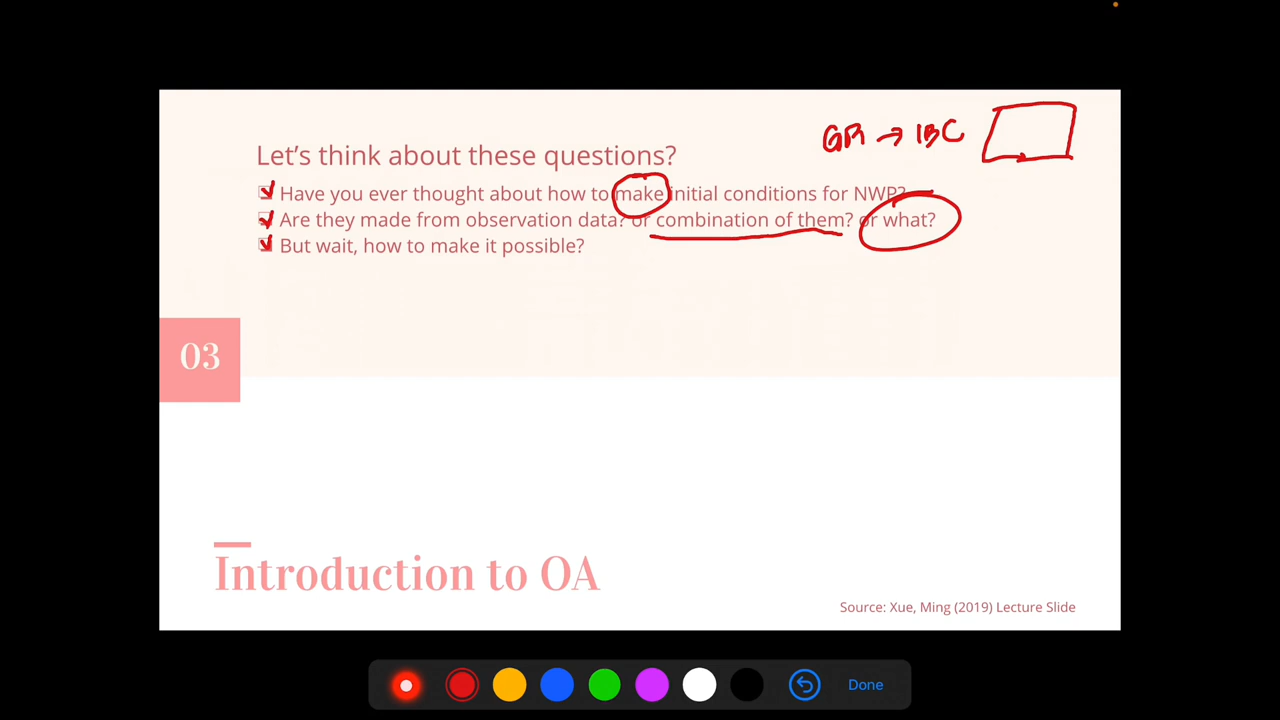 → IBC
Let's think about these questions?
Have you ever thought about how to make initial conditions for NWP?
Are they made from observation data? or combination of them? or what?
But wait, how to make it possible?
03
Introduction to OA
Source: Xue, Ming (2019) Lecture Slide
Done